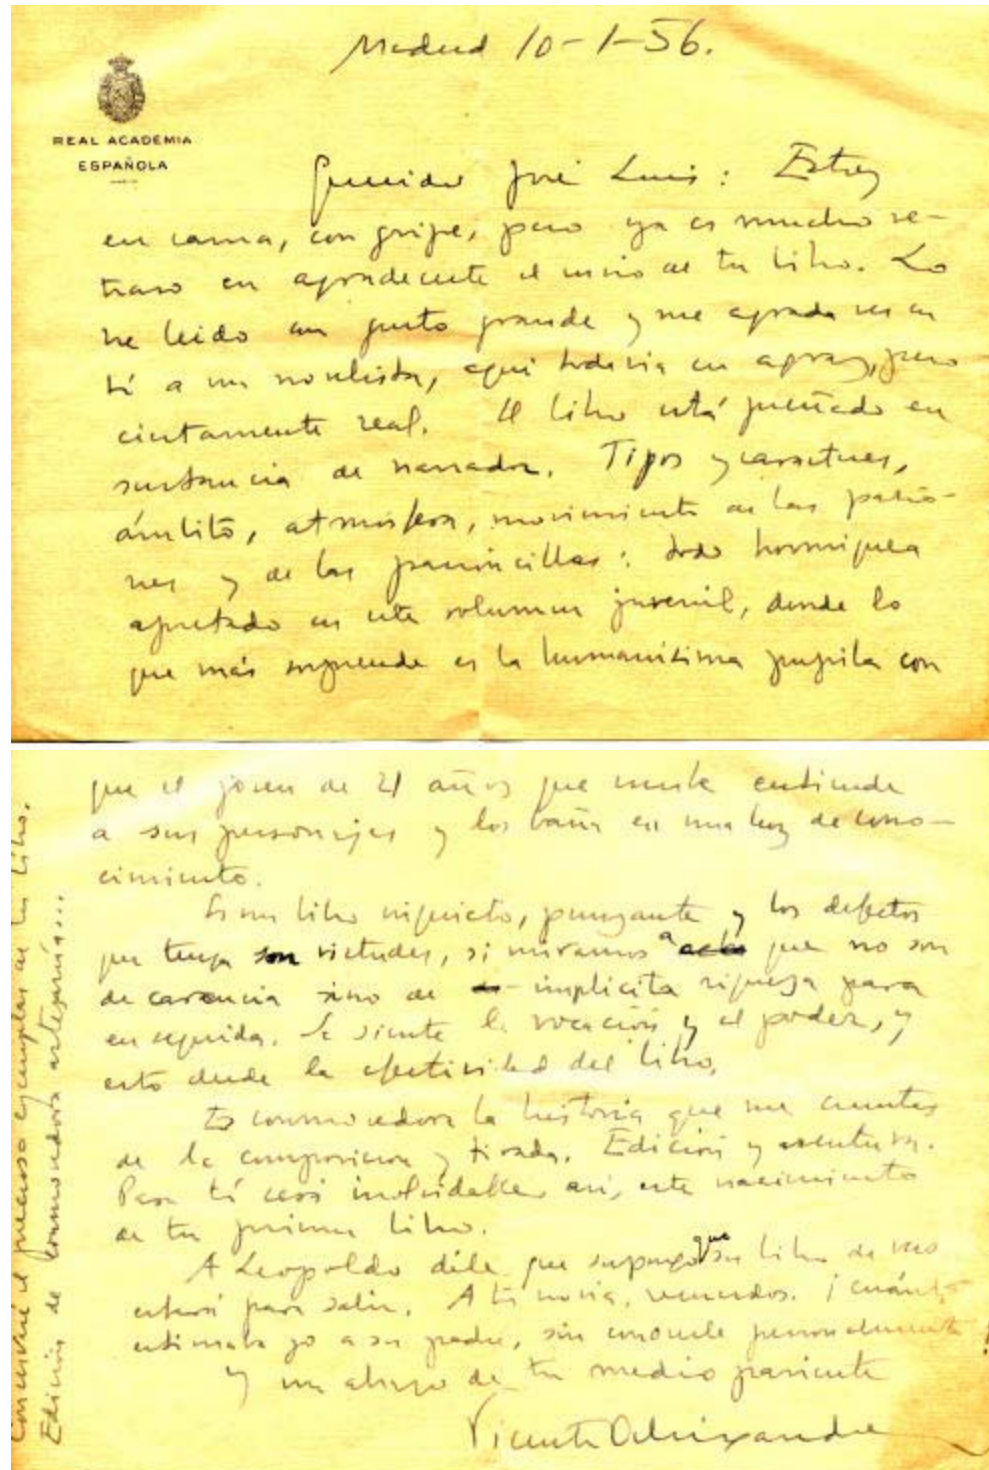 Madrid 10-1-56.
REAL ACADEMIA
ESPAÑOLA
Querido José Luis: Estoy
en cama, con gripe, pero ya es mucho re-
traso en agradecerte el envío de tu libro. Lo
he leido con gusto grande y me agrada ver en
tí a un novelista, aquí todavía en agraz, pero
ciertamente real. El libro está preñado en
sustancia de narrador. Tipos y caracteres,
ámbito, atmósfera, movimiento de las pasio-
nes y de las pasioncillas: todo hormiguea
apretado en este volumen juvenil, donde lo
que más sorprende es la humanísima pupila con
que el joven de 21 años que escribe entiende
a sus personajes y los baña en una luz de cono-
cimiento.
Es un libro inquieto, punzante y los defectos
que tenga son virtudes, si miramos a que no son
de carencia sino de implícita riqueza para
en seguida. Se siente la vocación y el poder, y
esto desde la efectividad del libro.
Es conmovedora la historia que me cuentas
de la composición y tirada. Edición y aventura.
Para tí será inolvidable, así, este nacimiento
de tu primer libro.
A Leopoldo dile que supongo que su libro de
estará para salir. A tu novia, recuerdos. ¡Cuánto
estimaba yo a su padre, sin conocerle personalmente!
Y un abrazo de tu medio pariente
Vicente Aleixandre
Conservaré el precioso ejemplar de tu libro.
Edición de conmovedora artesanía...